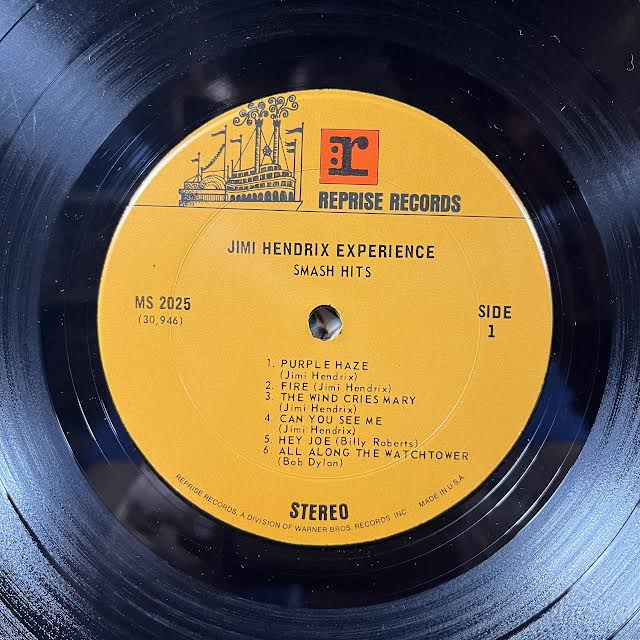 :r
REPRISE RECORDS
JIMI HENDRIX EXPERIENCE
SMASH HITS
MS 2025
(30,946)
SIDE
1
1. PURPLE HAZE
(Jimi Hendrix)
2. FIRE (Jimi Hendrix)
3. THE WIND CRIES MARY
(Jimi Hendrix)
4. CAN YOU SEE ME
(Jimi Hendrix)
5. HEY JOE (Billy Roberts)
6. ALL ALONG THE WATCHTOWER
(Bob Dylan)
STEREO
REPRISE RECORDS, A DIVISION OF WARNER BROS. RECORDS, INC. MADE IN U.S.A.